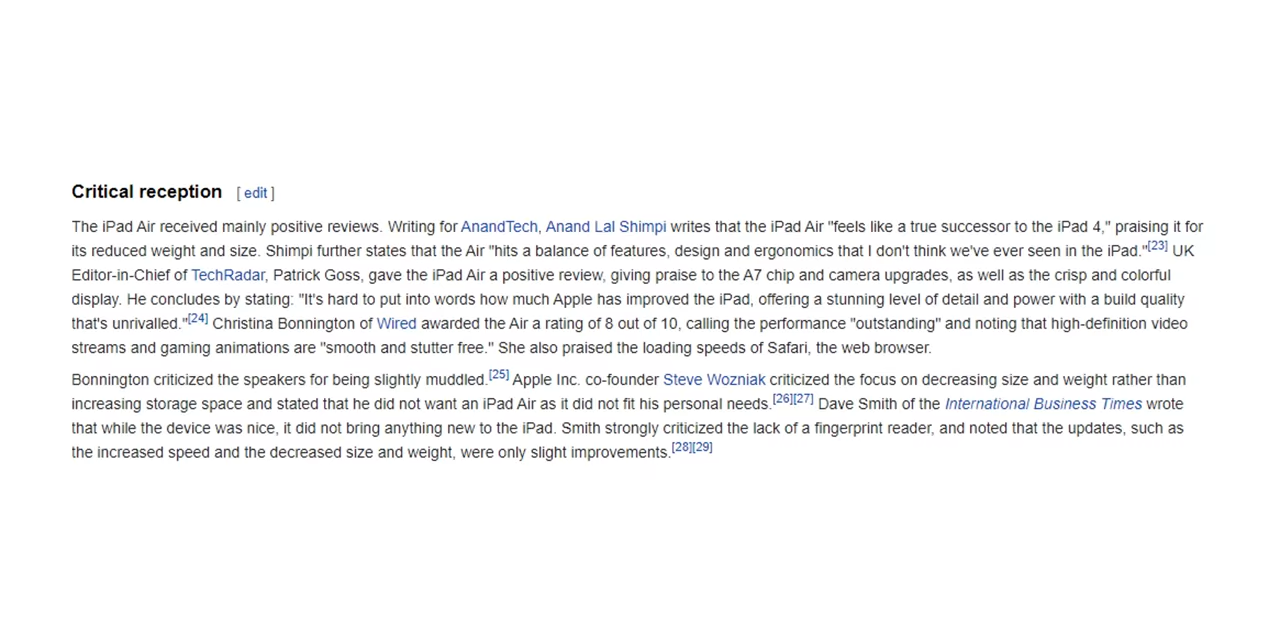 Critical reception [ edit ]
The iPad Air received mainly positive reviews. Writing for AnandTech, Anand Lal Shimpi writes that the iPad Air "feels like a true successor to the iPad 4," praising it for
its reduced weight and size. Shimpi further states that the Air "hits a balance of features, design and ergonomics that I don't think we've ever seen in the iPad."[23] UK
Editor-in-Chief of TechRadar, Patrick Goss, gave the iPad Air a positive review, giving praise to the A7 chip and camera upgrades, as well as the crisp and colorful
display. He concludes by stating: "It's hard to put into words how much Apple has improved the iPad, offering a stunning level of detail and power with a build quality
that's unrivalled."[24] Christina Bonnington of Wired awarded the Air a rating of 8 out of 10, calling the performance "outstanding" and noting that high-definition video
streams and gaming animations are "smooth and stutter free." She also praised the loading speeds of Safari, the web browser.
Bonnington criticized the speakers for being slightly muddled.[25] Apple Inc. co-founder Steve Wozniak criticized the focus on decreasing size and weight rather than
increasing storage space and stated that he did not want an iPad Air as it did not fit his personal needs.[26][27] Dave Smith of the International Business Times wrote
that while the device was nice, it did not bring anything new to the iPad. Smith strongly criticized the lack of a fingerprint reader, and noted that the updates, such as
the increased speed and the decreased size and weight, were only slight improvements.[28][29]